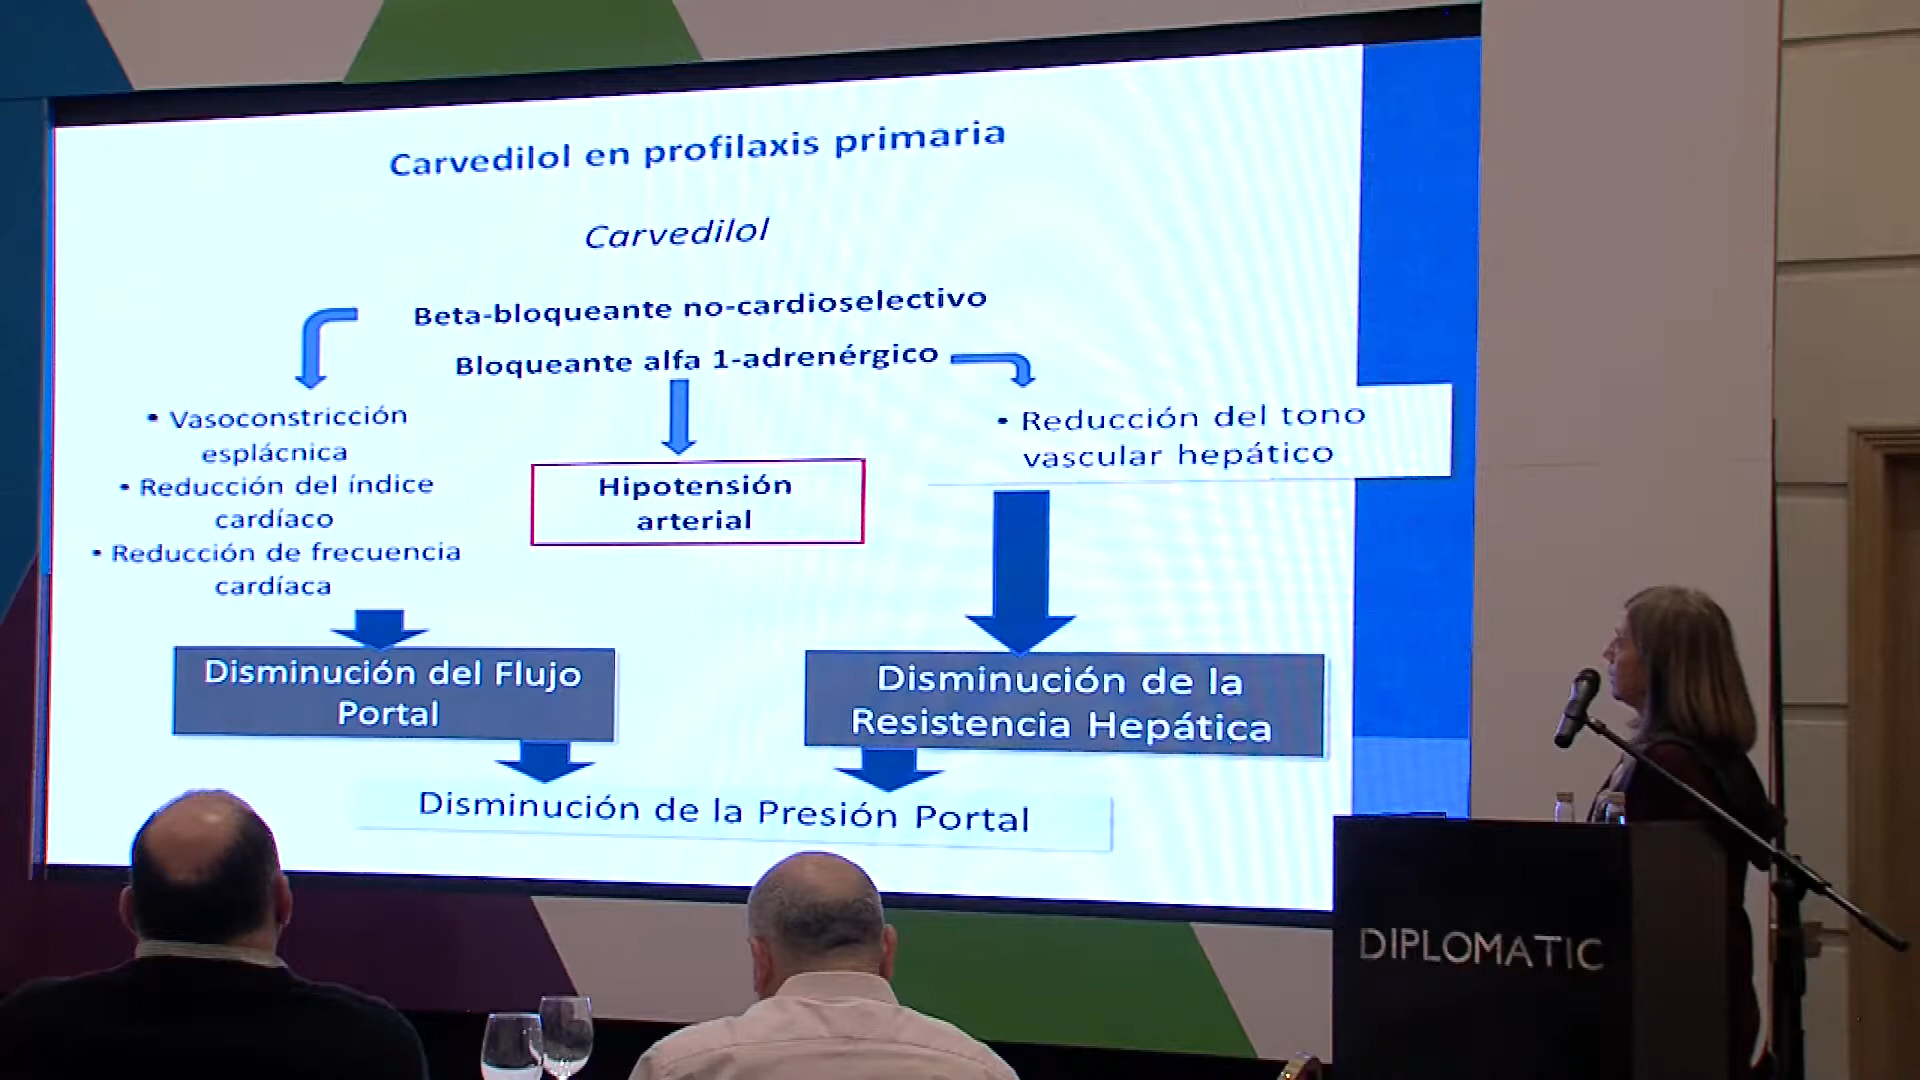 Carvedilol en profilaxis primaria
Carvedilol
Beta-bloqueante no-cardioselectivo
Bloqueante alfa 1-adrenérgico
• Vasoconstricción
esplácnica
• Reducción del índice
cardíaco
• Reducción de frecuencia
cardíaca
Hipotensión
arterial
• Reducción del tono
vascular hepático
Disminución del Flujo
Portal
Disminución de la
Resistencia Hepática
Disminución de la Presión Portal
DIPLOMATIC